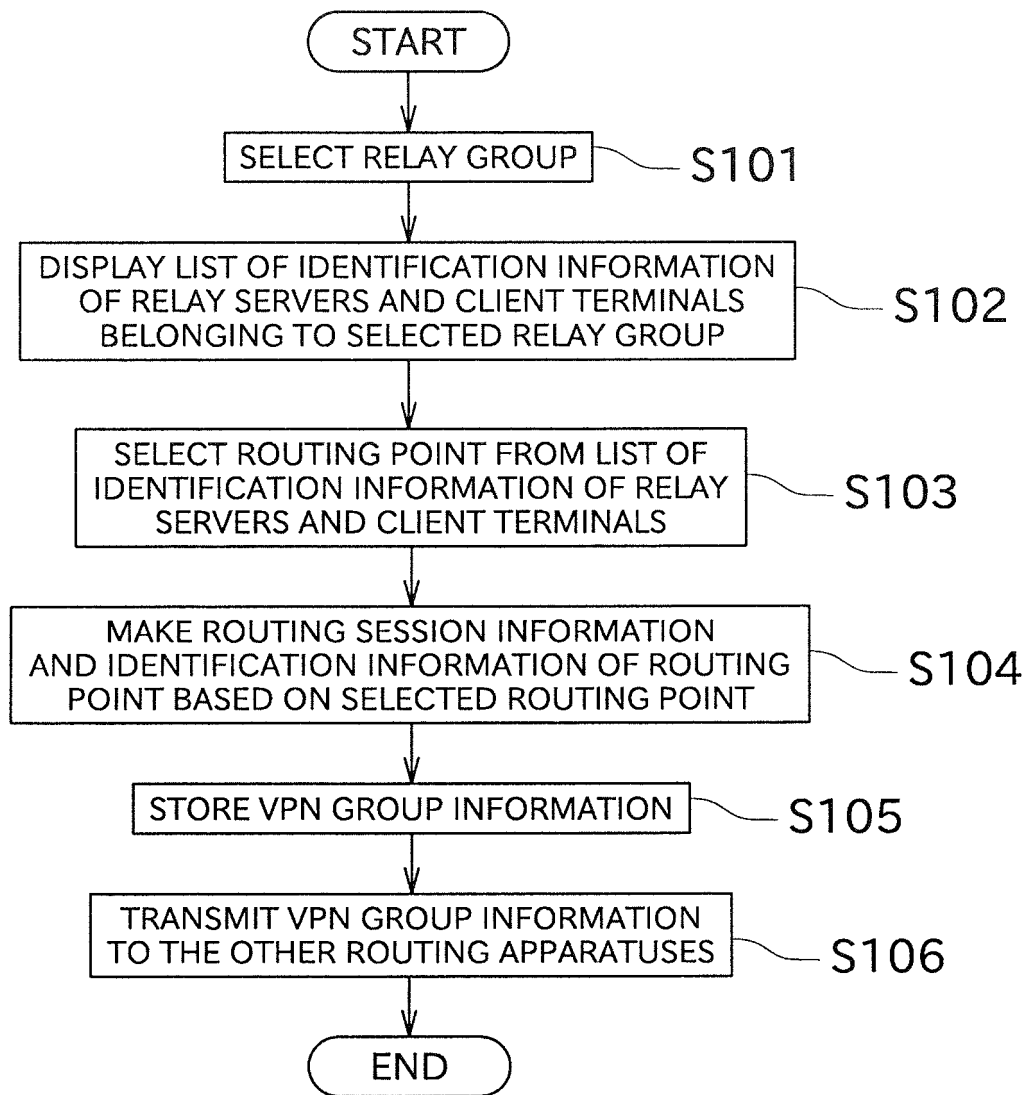 START
SELECT RELAY GROUP
S101
DISPLAY LIST OF IDENTIFICATION INFORMATION
OF RELAY SERVERS AND CLIENT TERMINALS
BELONGING TO SELECTED RELAY GROUP
S102
SELECT ROUTING POINT FROM LIST OF
IDENTIFICATION INFORMATION OF RELAY
SERVERS AND CLIENT TERMINALS
S103
MAKE ROUTING SESSION INFORMATION
AND IDENTIFICATION INFORMATION OF ROUTING
POINT BASED ON SELECTED ROUTING POINT
S104
STORE VPN GROUP INFORMATION
S105
TRANSMIT VPN GROUP INFORMATION
TO THE OTHER ROUTING APPARATUSES
S106
END